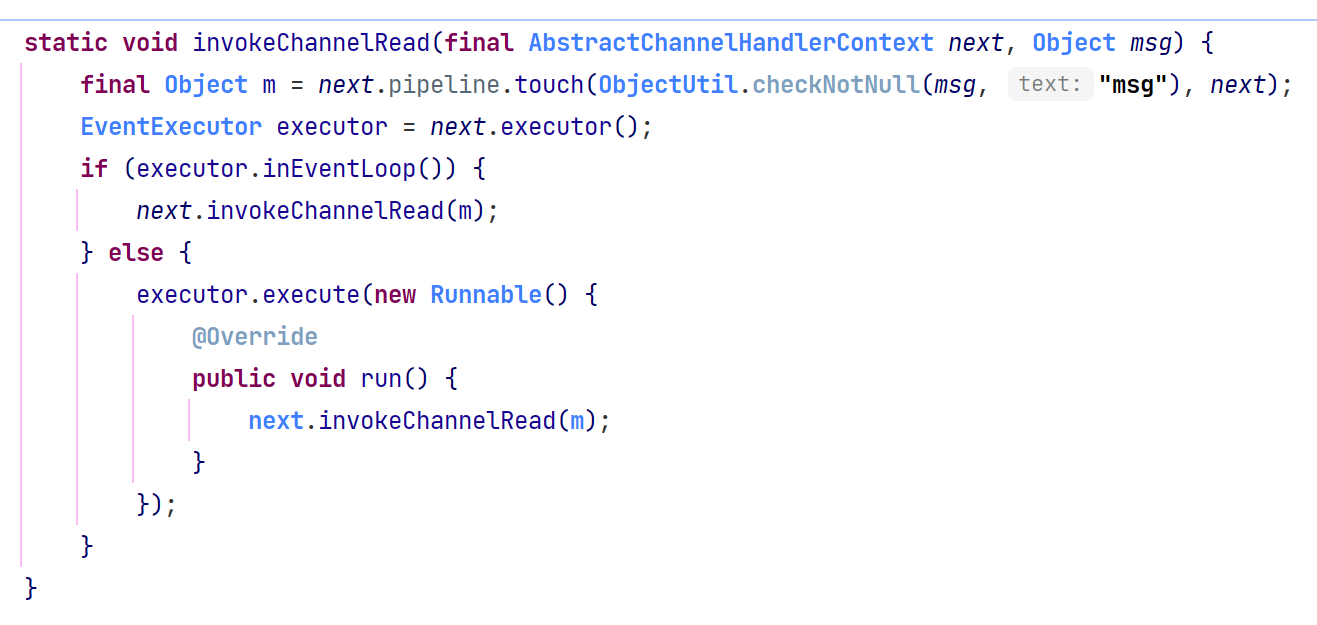 static void invokeChannelRead(final AbstractChannelHandlerContext next, Object msg) {
    final Object m = next.pipeline.touch(ObjectUtil.checkNotNull(msg, text: "msg"), next);
    EventExecutor executor = next.executor();
    if (executor.inEventLoop()) {
        next.invokeChannelRead(m);
    } else {
        executor.execute(new Runnable() {
            @Override
            public void run() {
                next.invokeChannelRead(m);
            }
        });
    }
}